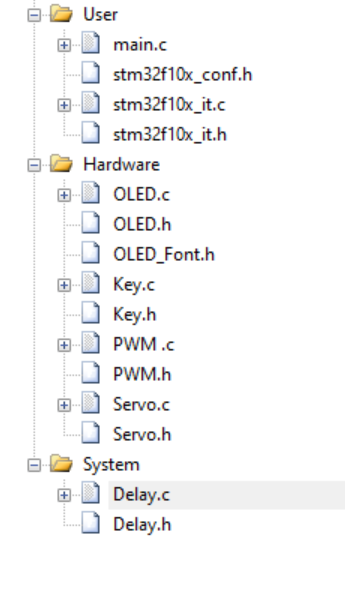 User
main.c
stm32f10x_conf.h
stm32f10x_it.c
stm32f10x_it.h
Hardware
OLED.c
OLED.h
OLED_Font.h
Key.c
Key.h
PWM .c
PWM.h
Servo.c
Servo.h
System
Delay.c
Delay.h